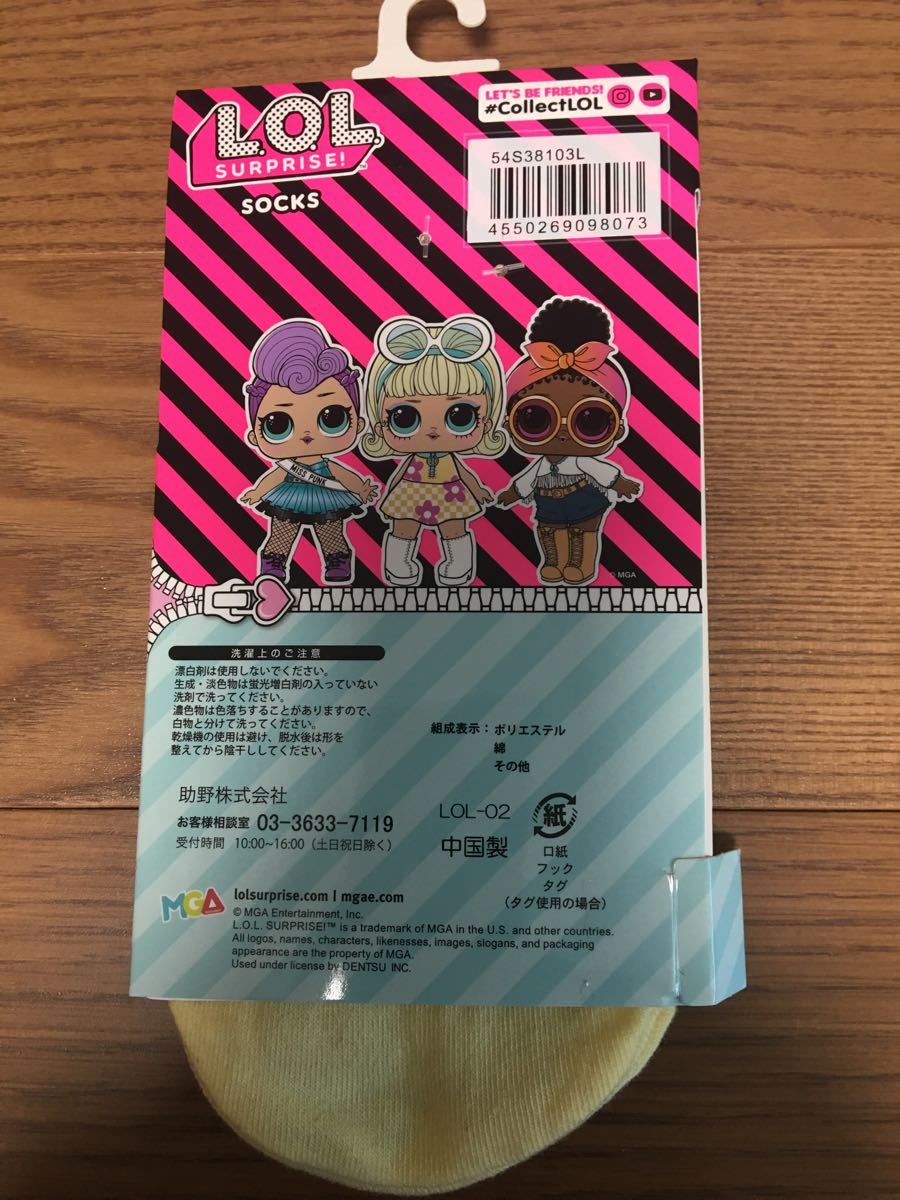 LET'S BE FRIENDS!
#CollectLOL
L.O.L.
SURPRISE!™
SOCKS
54S38103L
4550269098073
MISS PUNK
© MGA
洗濯上のご注意
漂白剤は使用しないでください。
生成・淡色物は蛍光増白剤の入っていない
洗剤で洗ってください。
濃色物は色落ちすることがありますので、
白物と分けて洗ってください。
乾燥機の使用は避け、脱水後は形を
整えてから陰干ししてください。
組成表示：ポリエステル
綿
その他
助野株式会社
お客様相談室 03-3633-7119
受付時間 10:00~16:00（土日祝日除く）
LOL-02
中国製
紙
口紙
フック
タグ
（タグ使用の場合）
MGA
lolsurprise.com | mgae.com
© MGA Entertainment, Inc.
L.O.L. SURPRISE!™ is a trademark of MGA in the U.S. and other countries.
All logos, names, characters, likenesses, images, slogans, and packaging
appearance are the property of MGA.
Used under license by DENTSU INC.